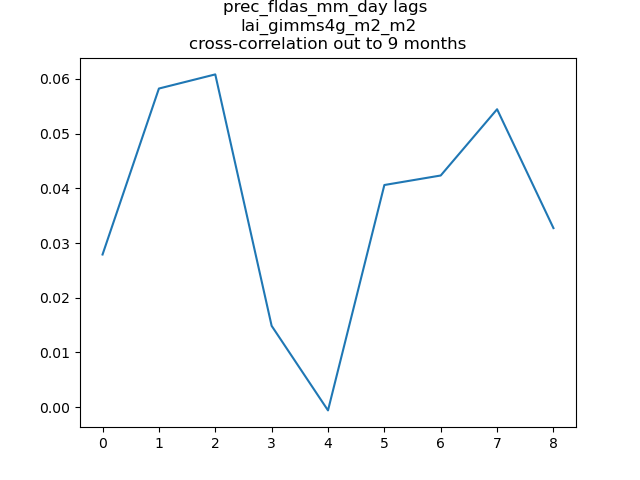 prec_fldas_mm_day lags
lai_gimms4g_m2_m2
cross-correlation out to 9 months
0.06
0.05
0.04
0.03
0.02
0.01
0.00
0 1 2 3 4 5 6 7 8